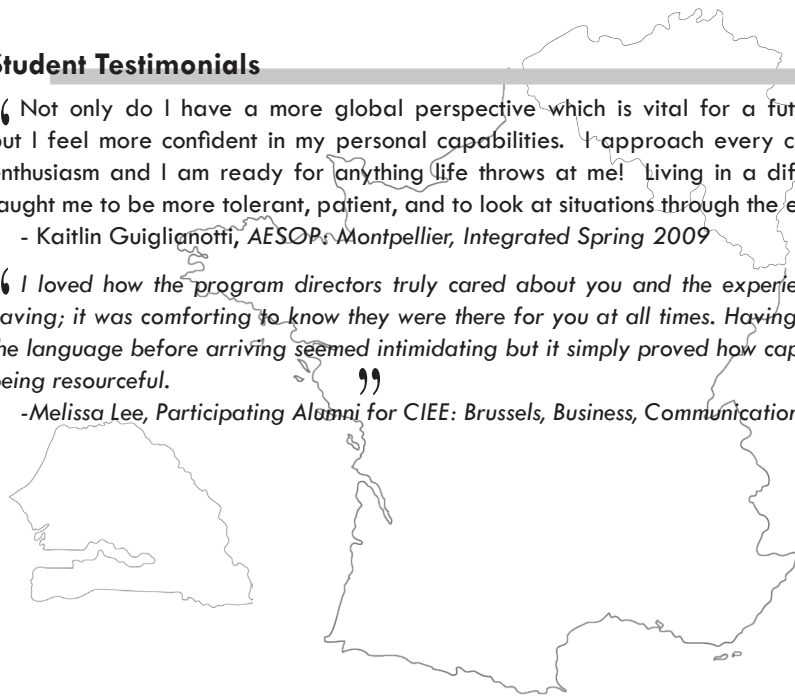 Student Testimonials
“ Not only do I have a more global perspective which is vital for a fut
but I feel more confident in my personal capabilities. I approach every c
enthusiasm and I am ready for anything life throws at me! Living in a dif
taught me to be more tolerant, patient, and to look at situations through the e
- Kaitlin Guiglianotti, AESOP: Montpellier, Integrated Spring 2009
“ I loved how the program directors truly cared about you and the experie
aving; it was comforting to know they were there for you at all times. Having
he language before arriving seemed intimidating but it simply proved how cap
being resourceful. ”
-Melissa Lee, Participating Alumni for CIEE: Brussels, Business, Communication